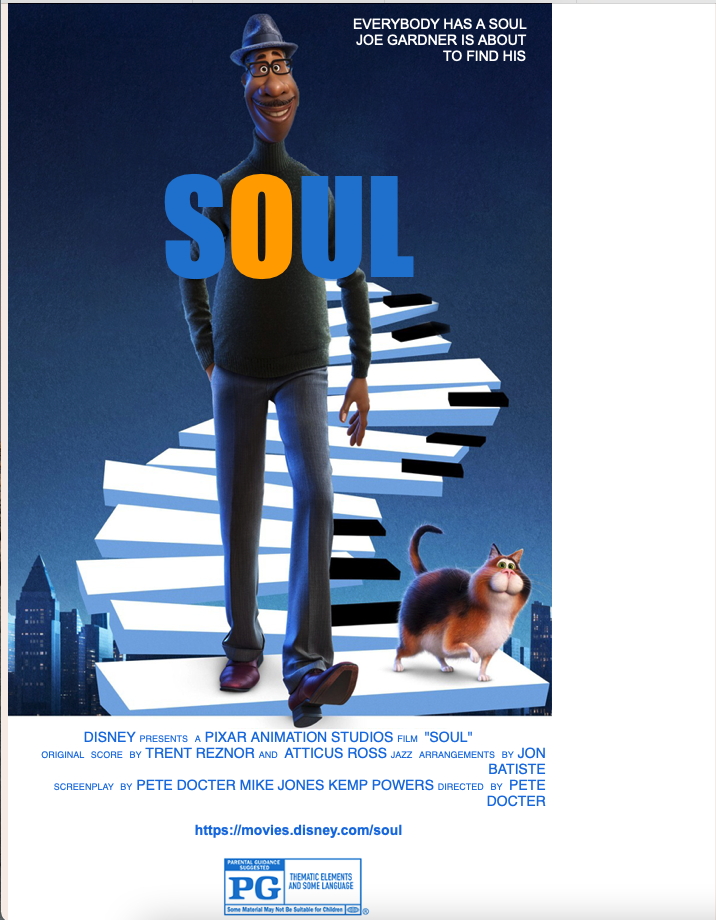 EVERYBODY HAS A SOUL
JOE GARDNER IS ABOUT
TO FIND HIS
SOUL
DISNEY PRESENTS A PIXAR ANIMATION STUDIOS FILM "SOUL"
ORIGINAL SCORE BY TRENT REZNOR AND ATTICUS ROSS JAZZ ARRANGEMENTS BY JON
BATISTE
SCREENPLAY BY PETE DOCTER MIKE JONES KEMP POWERS DIRECTED BY PETE
DOCTER
https://movies.disney.com/soul
PARENTAL GUIDANCE
SUGGESTED
PG
THEMATIC ELEMENTS
AND SOME LANGUAGE
Some Material May Not Be Suitable for Children
®